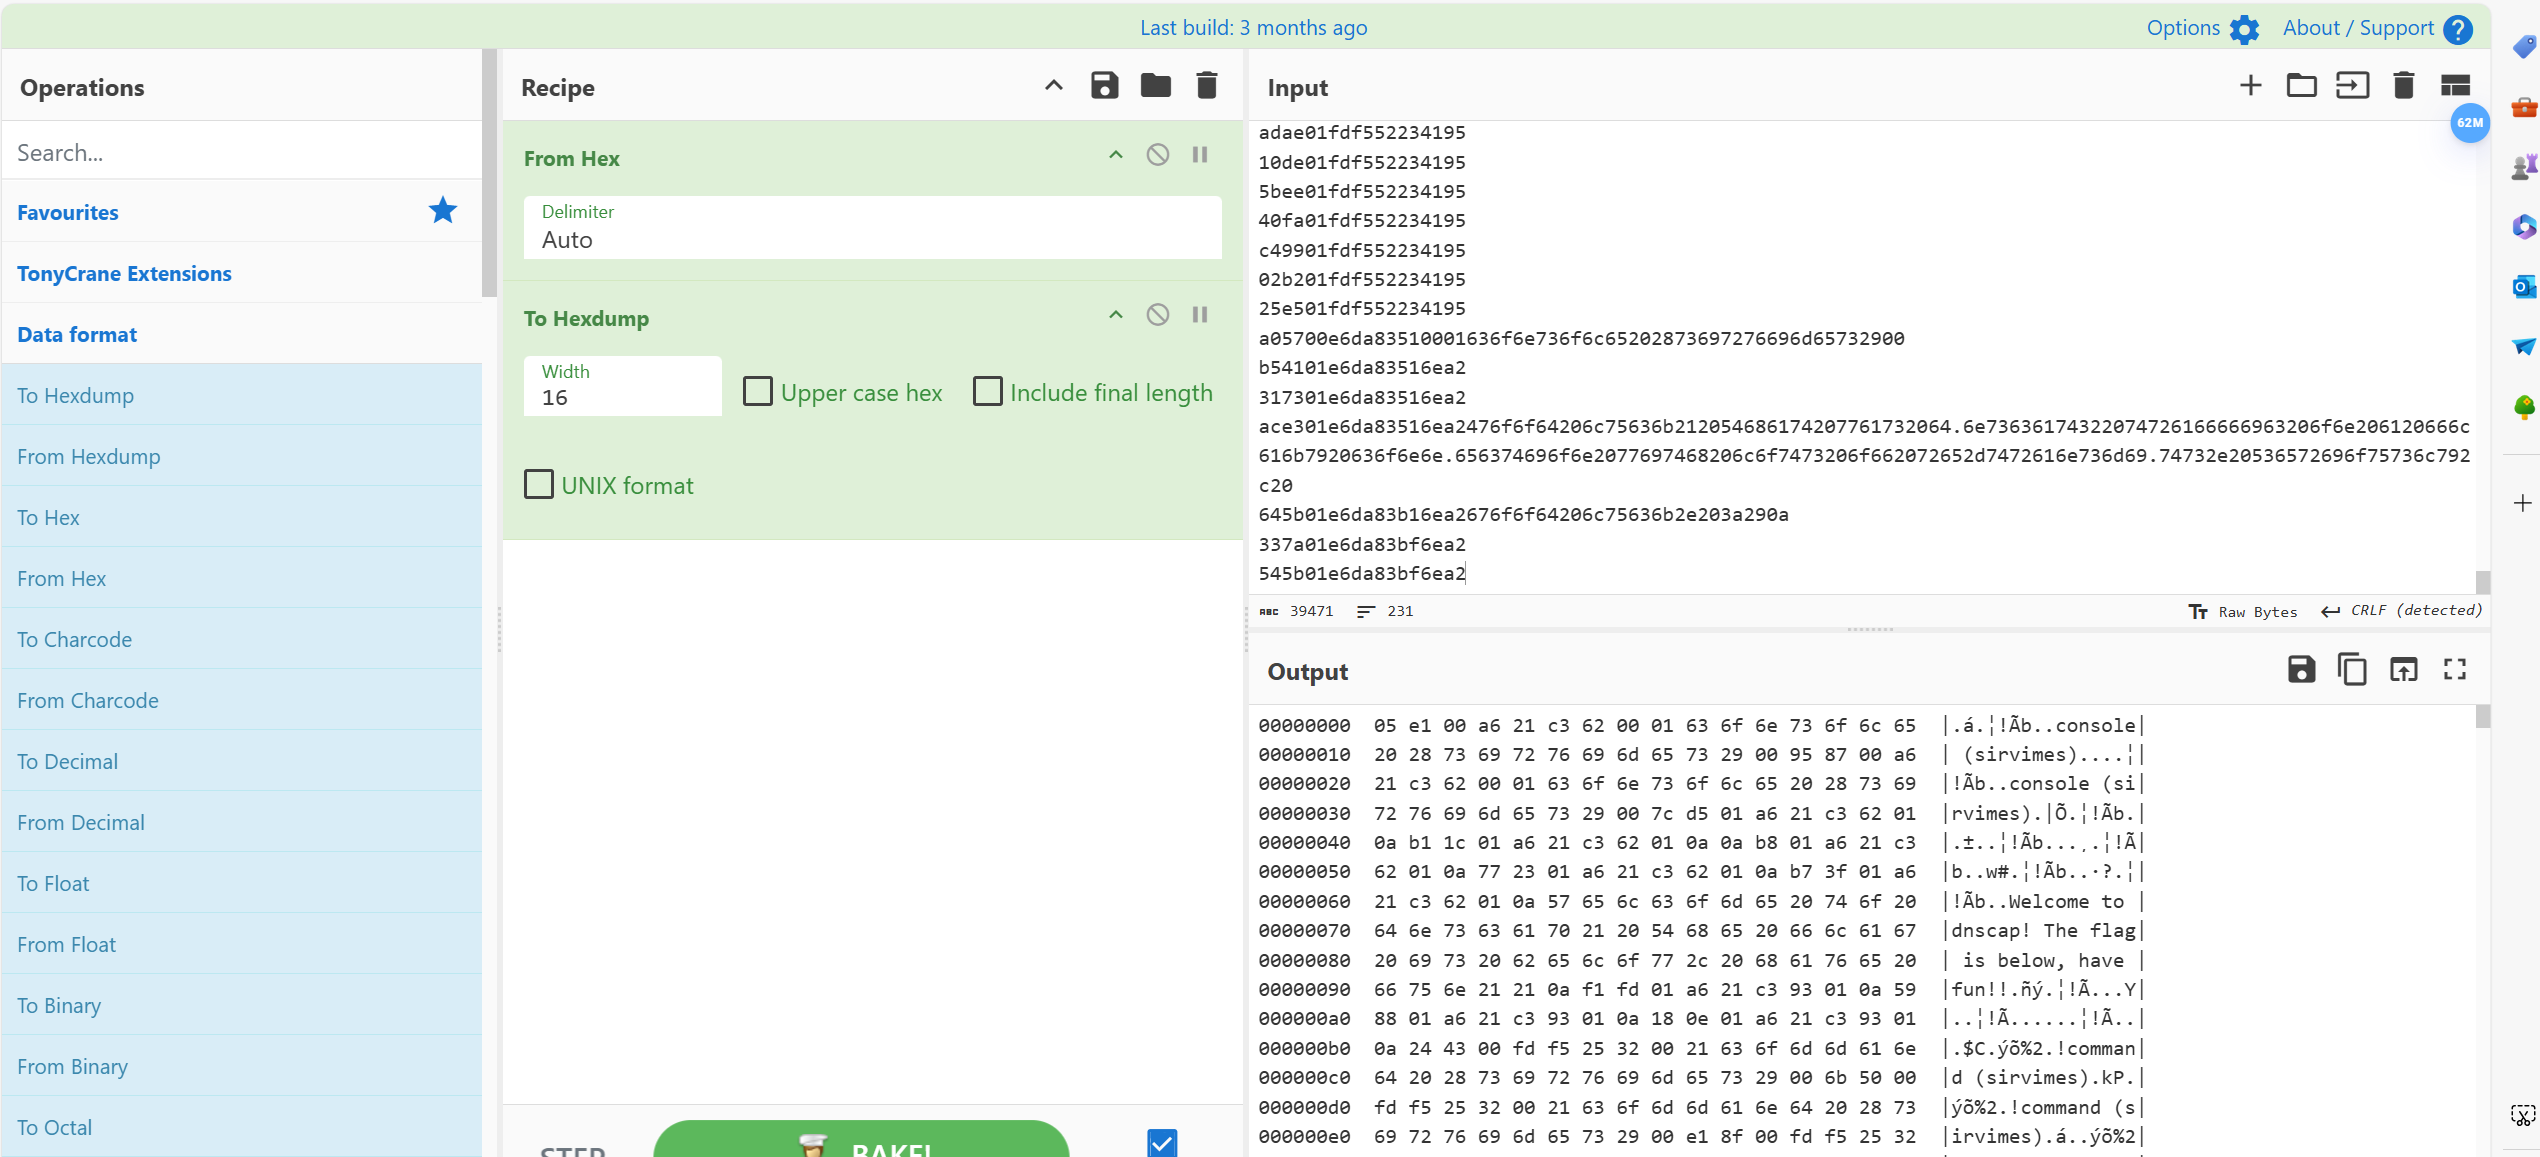 Last build: 3 months ago
Options
About / Support
Operations
Search...
Favourites
TonyCrane Extensions
Data format
To Hexdump
From Hexdump
To Hex
From Hex
To Charcode
From Charcode
To Decimal
From Decimal
To Float
From Float
To Binary
From Binary
To Octal
Recipe
From Hex
Delimiter
Auto
To Hexdump
Width
16
Upper case hex
Include final length
UNIX format
STEP
BAKE!
Input
62M
adae01fdf552234195
10de01fdf552234195
5bee01fdf552234195
40fa01fdf552234195
c49901fdf552234195
02b201fdf552234195
25e501fdf552234195
a05700e6da83510001636f6e736f6c65202873697276696d65732900
b54101e6da83516ea2
317301e6da83516ea2
ace301e6da83516ea2476f6f64206c75636b21205468617420776173206​4.6e73636174322074726166666963206f6e206120666c
616b7920636f6e6e.656374696f6e2077697468206c6f7473206f662072652d7472616e736d69.74732e20536572696f75736c792
c20
645b01e6da83b16ea2676f6f64206c75636b2e203a290a
337a01e6da83bf6ea2
545b01e6da83bf6ea2
ABC 39471
231
Raw Bytes
CRLF (detected)
Output
00000000 05 e1 00 a6 21 c3 62 00 01 63 6f 6e 73 6f 6c 65 |.á.¦!Ãb..console|
00000010 20 28 73 69 72 76 69 6d 65 73 29 00 95 87 00 a6 | (sirvimes)....¦|
00000020 21 c3 62 00 01 63 6f 6e 73 6f 6c 65 20 28 73 69 |!Ãb..console (si|
00000030 72 76 69 6d 65 73 29 00 7c d5 01 a6 21 c3 62 01 |rvimes).|Õ.¦!Ãb.|
00000040 0a b1 1c 01 a6 21 c3 62 01 0a 0a b8 01 a6 21 c3 |.±..¦!Ãb...¸.¦!Ã|
00000050 62 01 0a 77 23 01 a6 21 c3 62 01 0a b7 3f 01 a6 |b..w#.¦!Ãb..·?.¦|
00000060 21 c3 62 01 0a 57 65 6c 63 6f 6d 65 20 74 6f 20 |!Ãb..Welcome to |
00000070 64 6e 73 63 61 70 21 20 54 68 65 20 66 6c 61 67 |dnscap! The flag|
00000080 20 69 73 20 62 65 6c 6f 77 2c 20 68 61 76 65 20 | is below, have |
00000090 66 75 6e 21 21 0a f1 fd 01 a6 21 c3 93 01 0a 59 |fun!!.ñý.¦!Ã...Y|
000000a0 88 01 a6 21 c3 93 01 0a 18 0e 01 a6 21 c3 93 01 |..¦!Ã......¦!Ã..|
000000b0 0a 24 43 00 fd f5 25 32 00 21 63 6f 6d 6d 61 6e |.$C.ýõ%2.!comman|
000000c0 64 20 28 73 69 72 76 69 6d 65 73 29 00 6b 50 00 |d (sirvimes).kP.|
000000d0 fd f5 25 32 00 21 63 6f 6d 6d 61 6e 64 20 28 73 |ýõ%2.!command (s|
000000e0 69 72 76 69 6d 65 73 29 00 e1 8f 00 fd f5 25 32 |irvimes).á..ýõ%2|